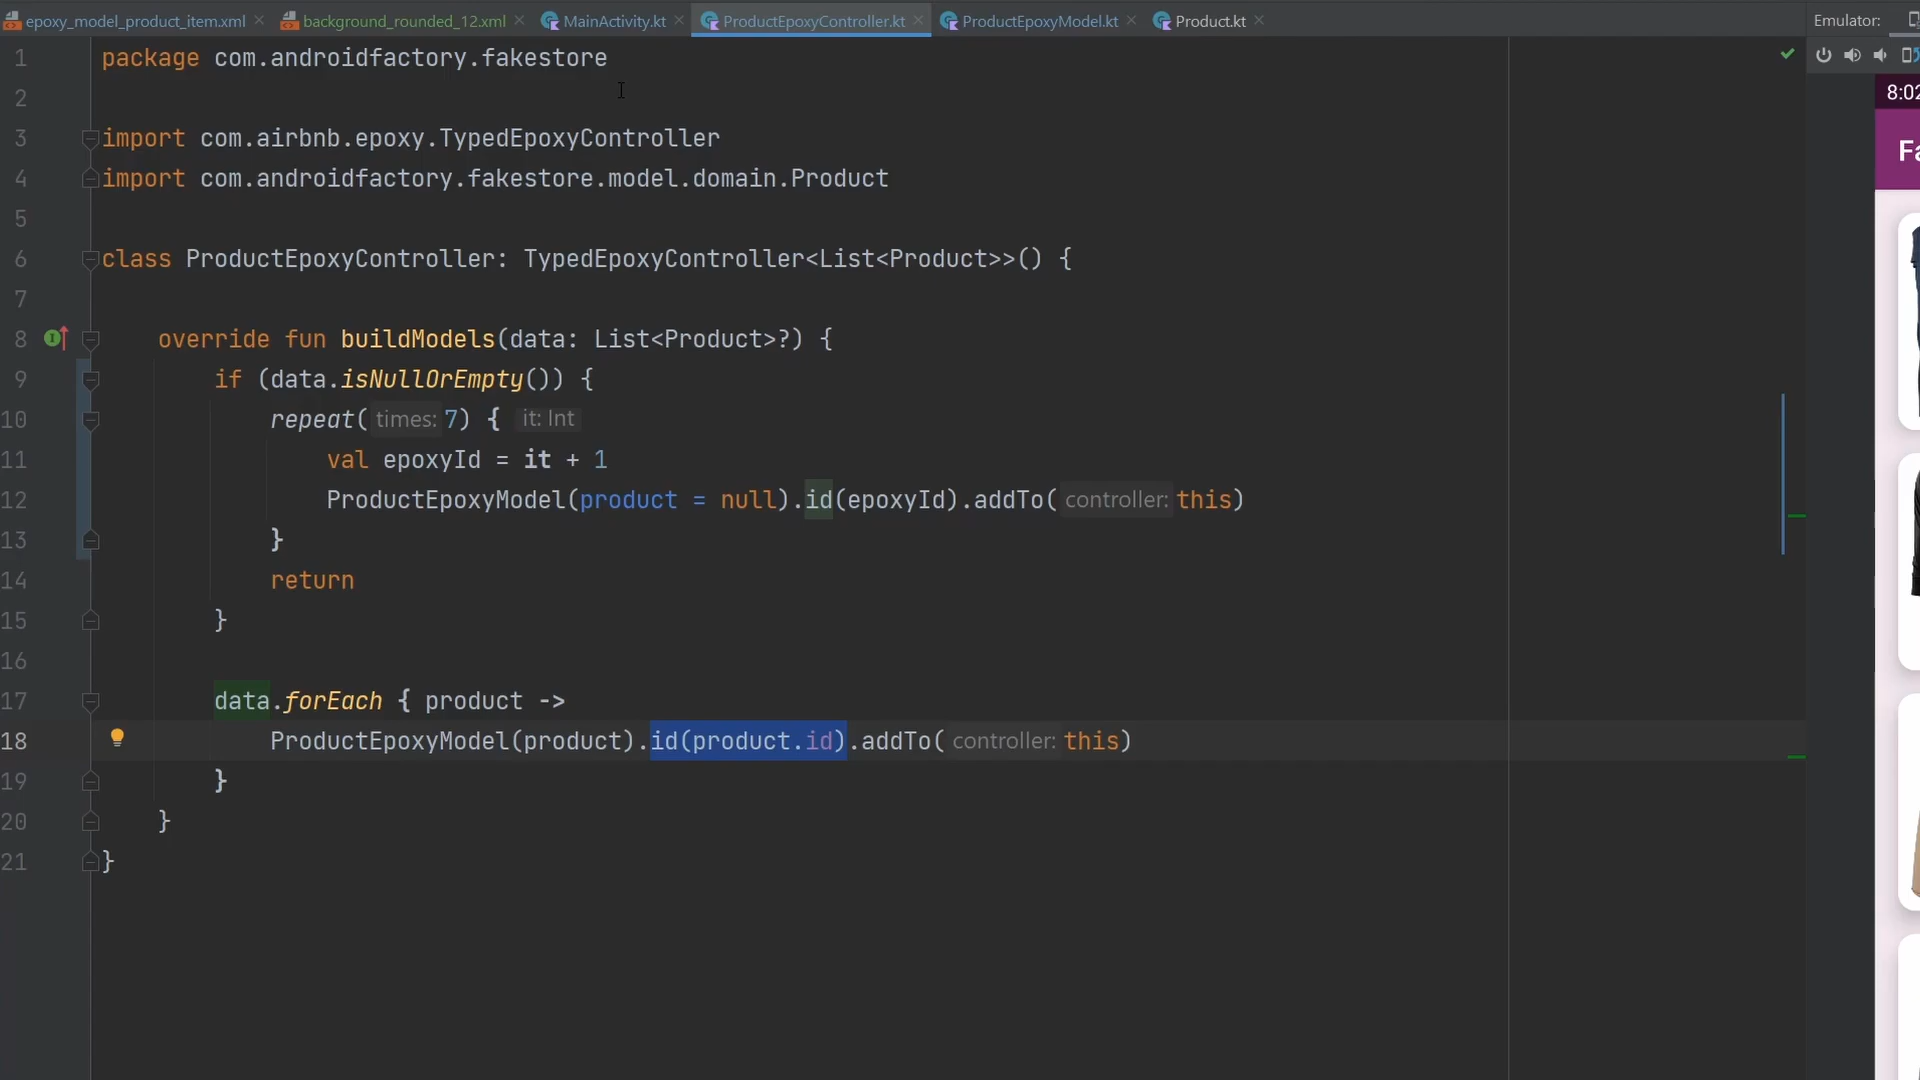 epoxy_model_product_item.xml background_rounded_12.xml MainActivity.kt ProductEpoxyController.kt ProductEpoxyModel.kt Product.kt Emulator:
1 package com.androidfactory.fakestore
2
3 import com.airbnb.epoxy.TypedEpoxyController
4 import com.androidfactory.fakestore.model.domain.Product
5
6 class ProductEpoxyController: TypedEpoxyController<List<Product>>() {
7
8 override fun buildModels(data: List<Product>?) {
9 if (data.isNullOrEmpty()) {
10 repeat( times: 7) { it: Int
11 val epoxyId = it + 1
12 ProductEpoxyModel(product = null).id(epoxyId).addTo( controller: this)
13 }
14 return
15 }
16
17 data.forEach { product ->
18 ProductEpoxyModel(product).id(product.id).addTo( controller: this)
19 }
20 }
21 }
8:02
Fa